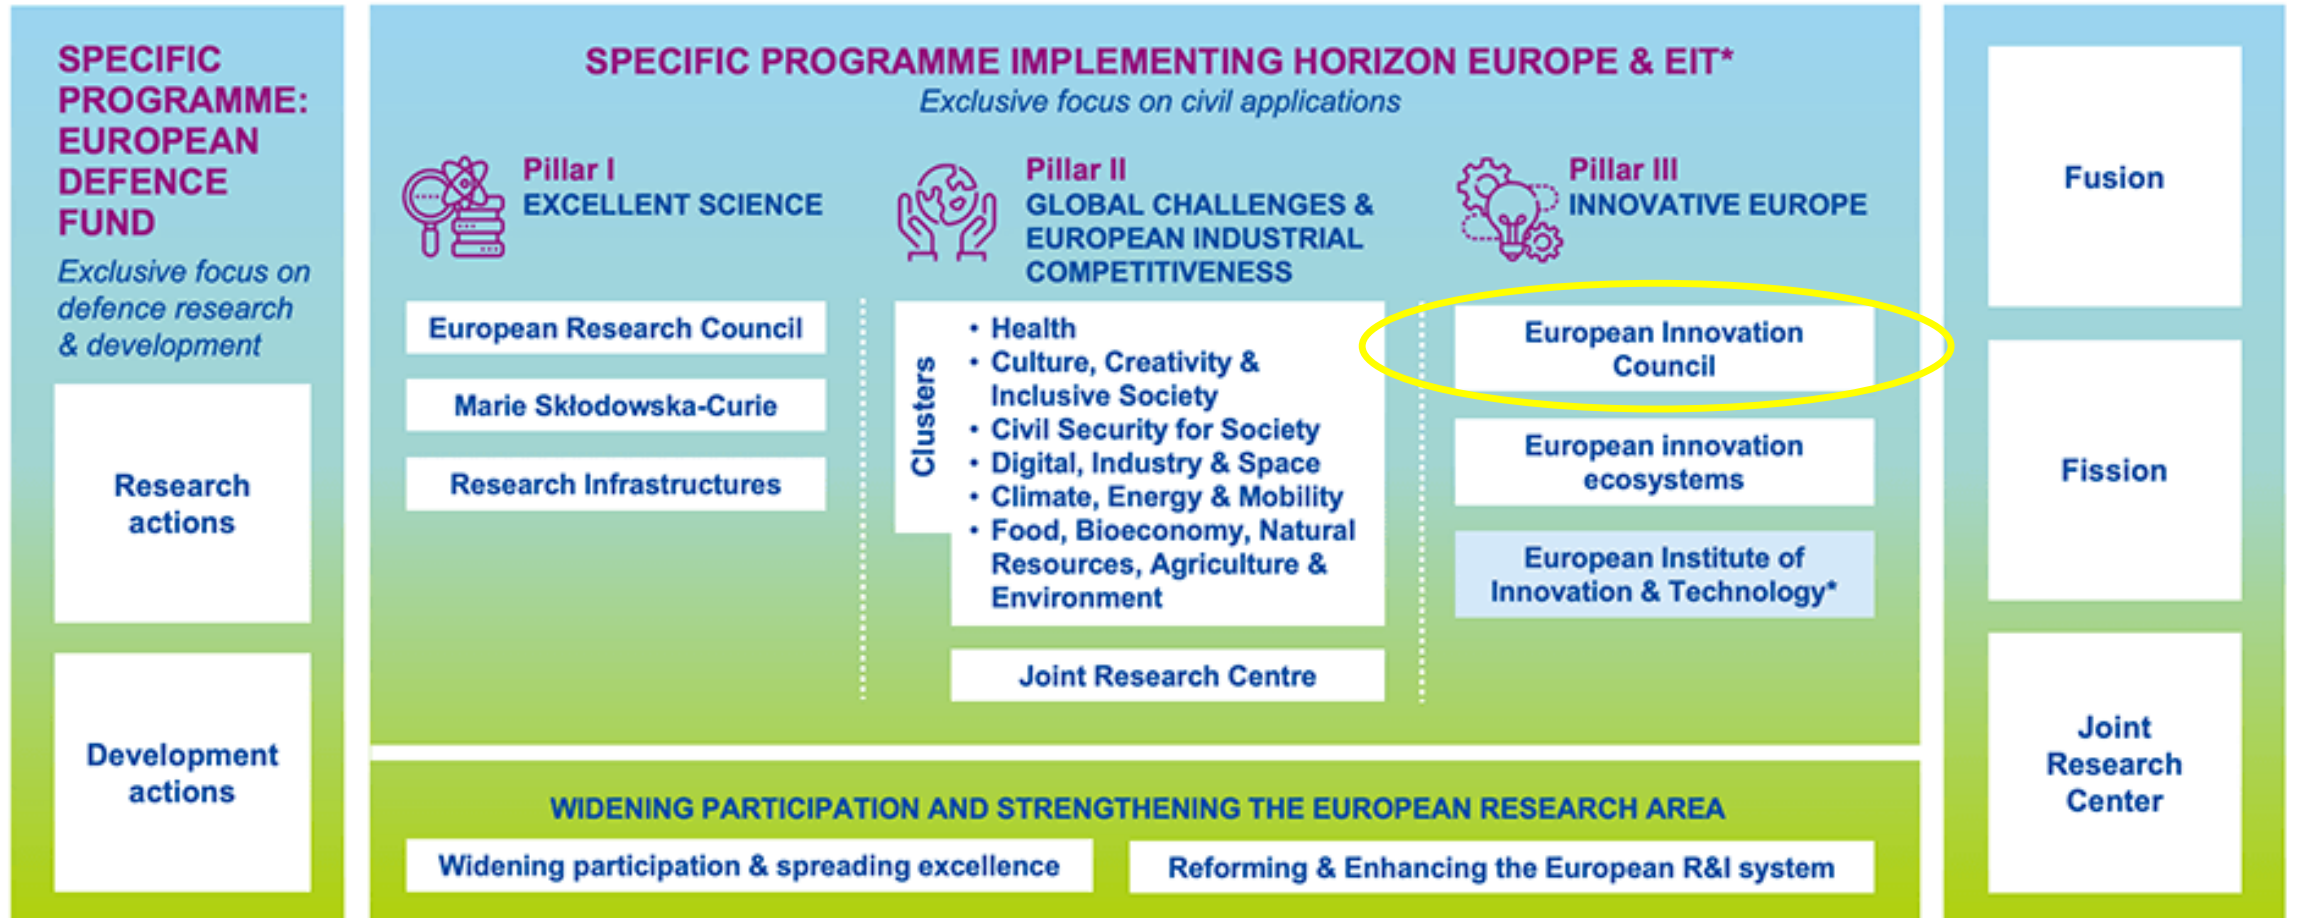 SPECIFIC
PROGRAMME:
EUROPEAN
DEFENCE
FUND
Exclusive focus on
defence research
& development
Research
actions
Development
actions
SPECIFIC PROGRAMME IMPLEMENTING HORIZON EUROPE & EIT*
Exclusive focus on civil applications
Pillar I
EXCELLENT SCIENCE
European Research Council
Marie Skłodowska-Curie
Research Infrastructures
Pillar II
GLOBAL CHALLENGES &
EUROPEAN INDUSTRIAL
COMPETITIVENESS
Clusters
• Health
• Culture, Creativity &
Inclusive Society
• Civil Security for Society
• Digital, Industry & Space
• Climate, Energy & Mobility
• Food, Bioeconomy, Natural
Resources, Agriculture &
Environment
Joint Research Centre
Pillar III
INNOVATIVE EUROPE
European Innovation
Council
European innovation
ecosystems
European Institute of
Innovation & Technology*
WIDENING PARTICIPATION AND STRENGTHENING THE EUROPEAN RESEARCH AREA
Widening participation & spreading excellence
Reforming & Enhancing the European R&I system
Fusion
Fission
Joint
Research
Center